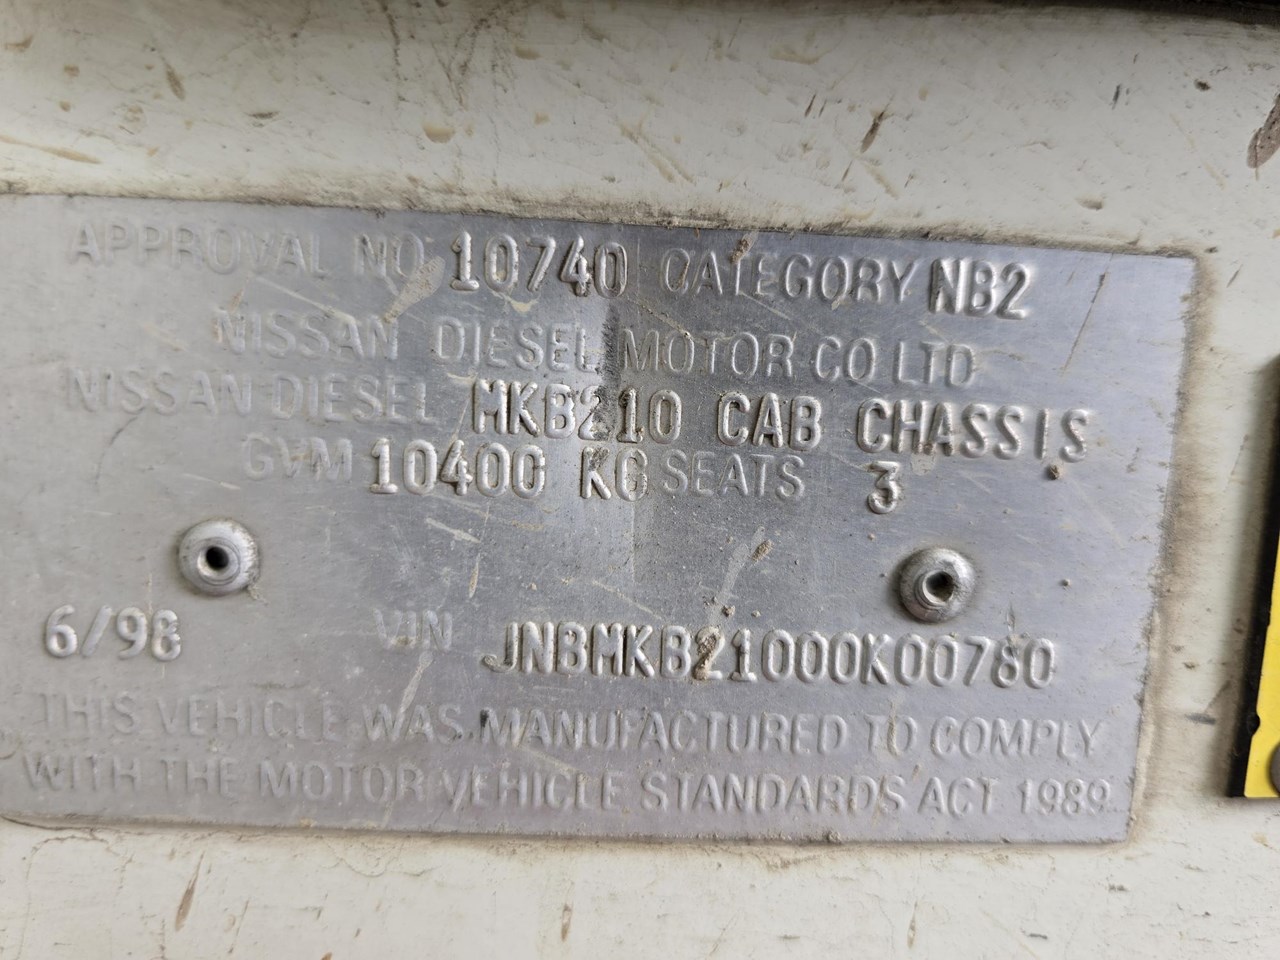 APPROVAL NO 10740 CATEGORY NB2
NISSAN DIESEL MOTOR CO LTD
NISSAN DIESEL MKB210 CAB CHASSIS
GVM 10400 KG SEATS 3
6/98 VIN JNBMKB21000K00780
THIS VEHICLE WAS MANUFACTURED TO COMPLY
WITH THE MOTOR VEHICLE STANDARDS ACT 1989